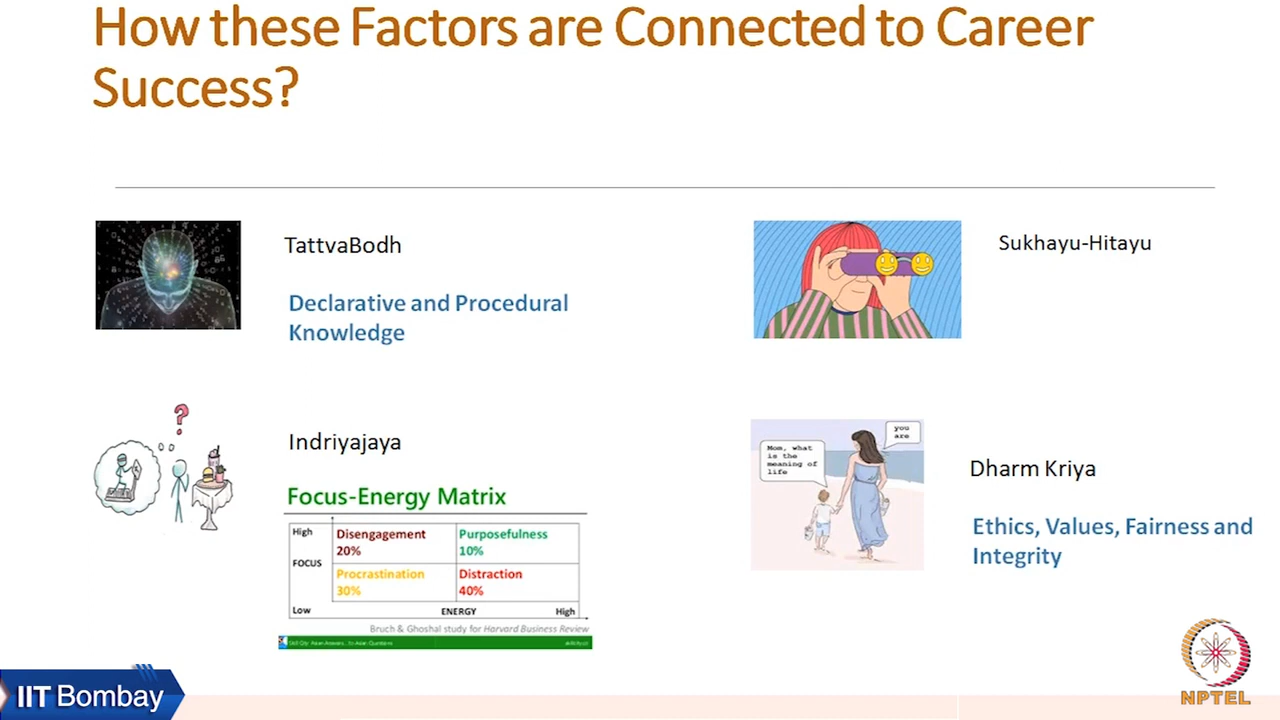 How these Factors are Connected to Career
Success?
TattvaBodh
Declarative and Procedural
Knowledge
Sukhayu-Hitayu
Indriyajaya
Focus-Energy Matrix
High
Disengagement
20%
Purposefulness
10%
FOCUS
Procrastination
30%
Distraction
40%
Low
ENERGY
High
Bruch & Ghoshal study for Harvard Business Review
you
are
Mom, what
is the
meaning of
life
Dharm Kriya
Ethics, Values, Fairness and
Integrity
IIT Bombay
NPTEL